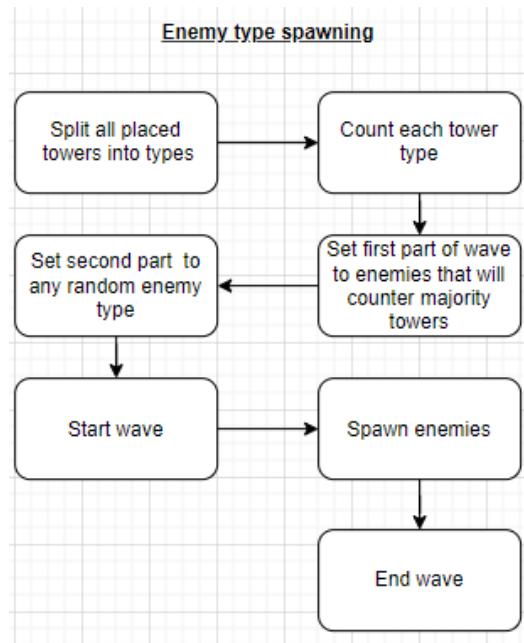 Enemy type spawning
Split all placed
towers into types
Count each tower
type
Set first part of wave
to enemies that will
counter majority
towers
Set second part to
any random enemy
type
Start wave
Spawn enemies
End wave